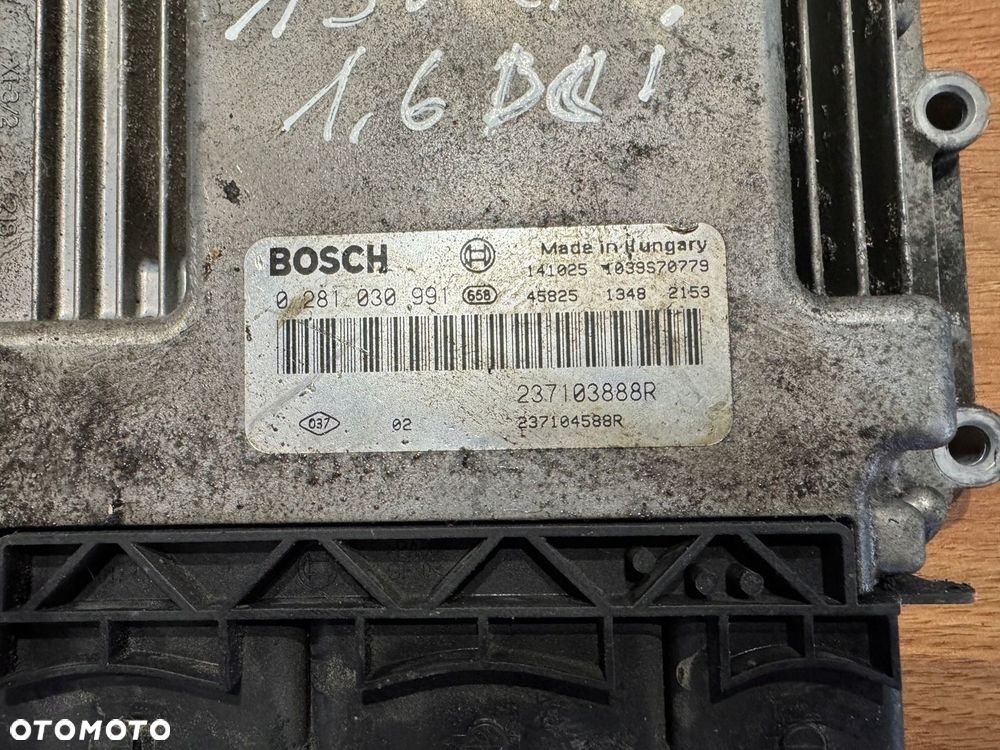 1,6 DCI
BOSCH
Made in Hungary
141025 1039S70779
0 281 030 991 658 45825 1348 2153
237103888R
037 02 237104588R
OTOMOTO